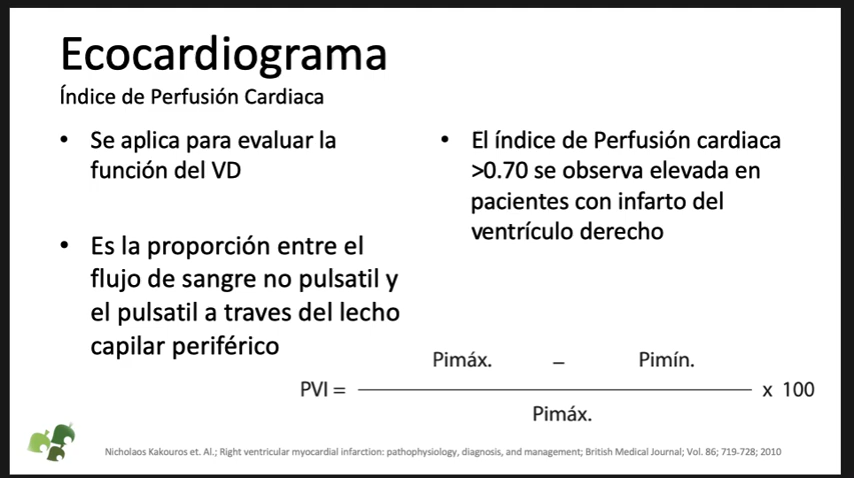 Ecocardiograma
Índice de Perfusión Cardiaca
• Se aplica para evaluar la
función del VD
• Es la proporción entre el
flujo de sangre no pulsatil y
el pulsatil a traves del lecho
capilar periférico
• El índice de Perfusión cardiaca
>0.70 se observa elevada en
pacientes con infarto del
ventrículo derecho
Pimáx. – Pimín.
PVI = x 100
Pimáx.
Nicholaos Kakouros et. Al.; Right ventricular myocardial infarction: pathophysiology, diagnosis, and management; British Medical Journal; Vol. 86; 719-728; 2010